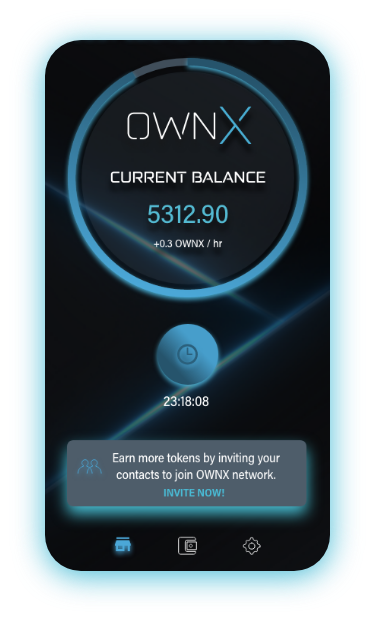 OWNX
CURRENT BALANCE
5312.90
+0.3 OWNX / hr
23:18:08
Earn more tokens by inviting your
contacts to join OWNX network.
INVITE NOW!